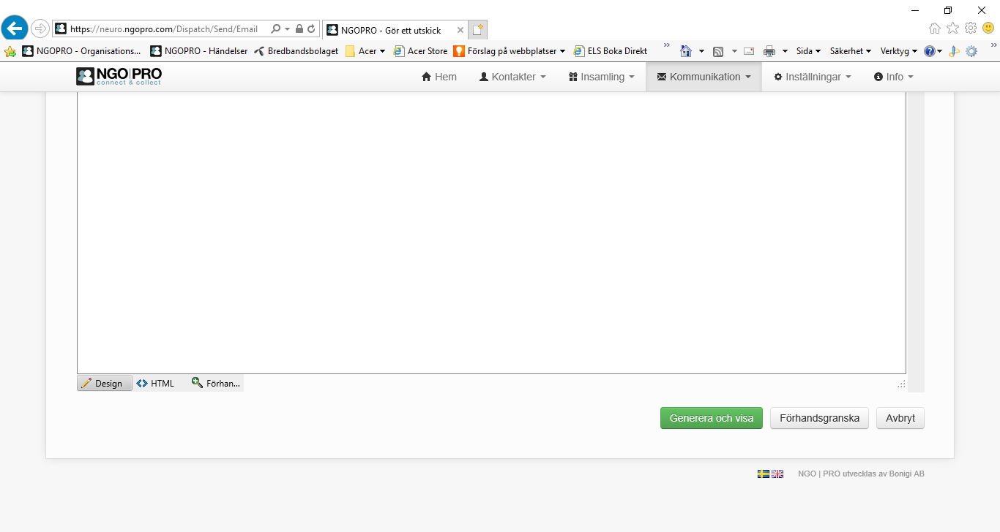 https://neuro.ngopro.com/Dispatch/Send/Email
NGOPRO - Gör ett utskick
NGOPRO - Organisations...
NGOPRO - Händelser
Bredbandsbolaget
Acer
Acer Store
Förslag på webbplatser
ELS Boka Direkt
Sida
Säkerhet
Verktyg
NGO|PRO
connect & collect
Hem
Kontakter
Insamling
Kommunikation
Inställningar
Info
Design
HTML
Förhan...
Generera och visa
Förhandsgranska
Avbryt
NGO | PRO utvecklas av Bonigi AB